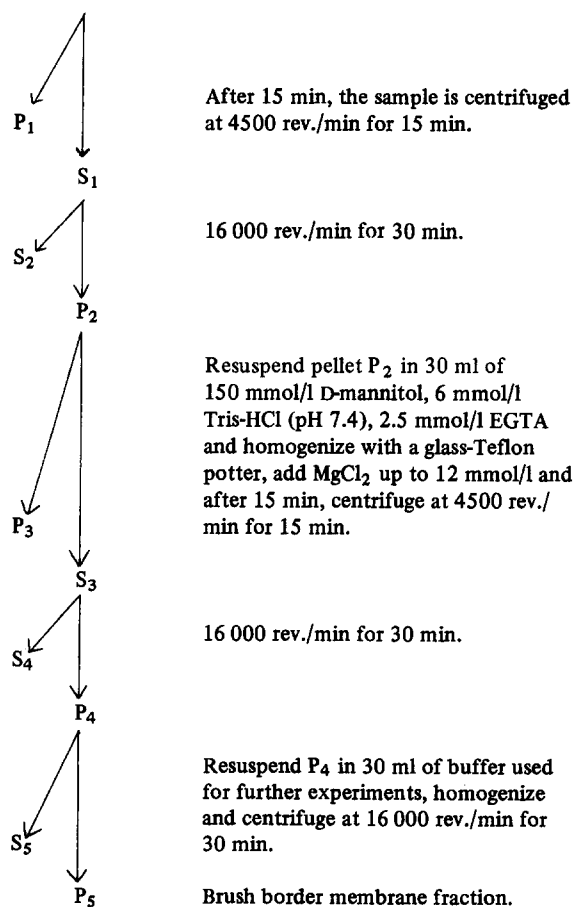 After 15 min, the sample is centrifuged
at 4500 rev./min for 15 min.
P₁
S₁
16 000 rev./min for 30 min.
S₂
P₂
Resuspend pellet P₂ in 30 ml of
150 mmol/l D-mannitol, 6 mmol/l
Tris-HCl (pH 7.4), 2.5 mmol/l EGTA
and homogenize with a glass-Teflon
potter, add MgCl₂ up to 12 mmol/l and
after 15 min, centrifuge at 4500 rev./
min for 15 min.
P₃
S₃
16 000 rev./min for 30 min.
S₄
P₄
Resuspend P₄ in 30 ml of buffer used
for further experiments, homogenize
and centrifuge at 16 000 rev./min for
30 min.
S₅
P₅ Brush border membrane fraction.